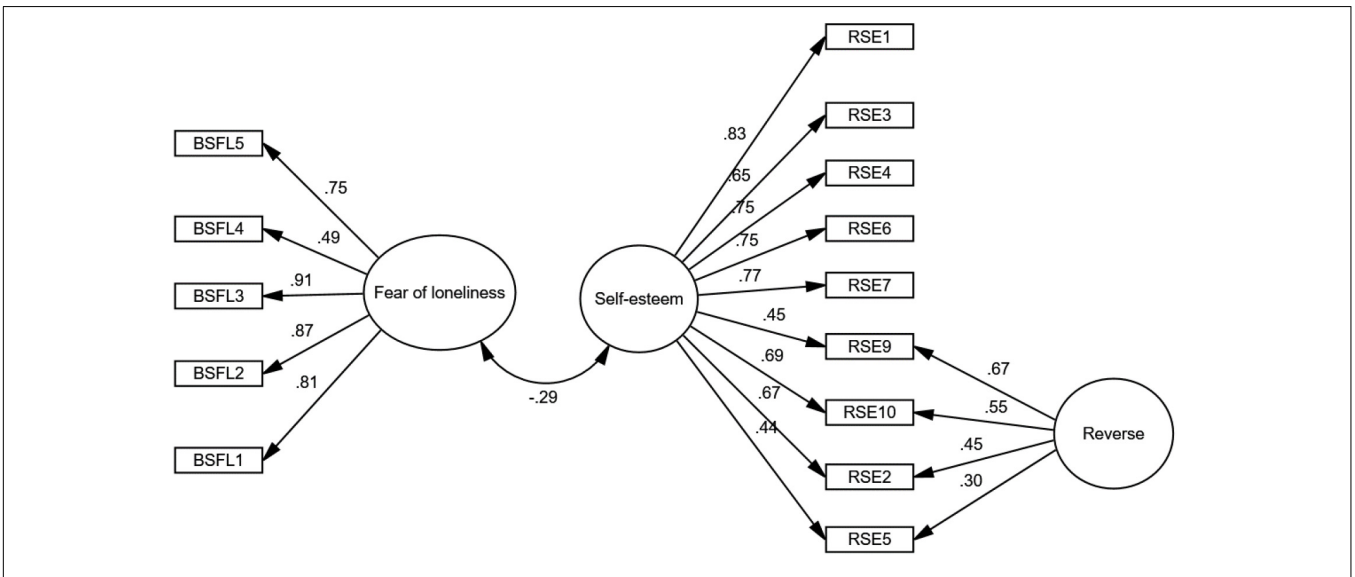 RSE1
RSE3
RSE4
RSE6
RSE7
RSE9
RSE10
RSE2
RSE5
.83
.65
.75
.75
.77
.45
.69
.67
.44
BSFL5
BSFL4
BSFL3
BSFL2
BSFL1
.75
.49
.91
.87
.81
Fear of loneliness
Self-esteem
-.29
.67
.55
.45
.30
Reverse